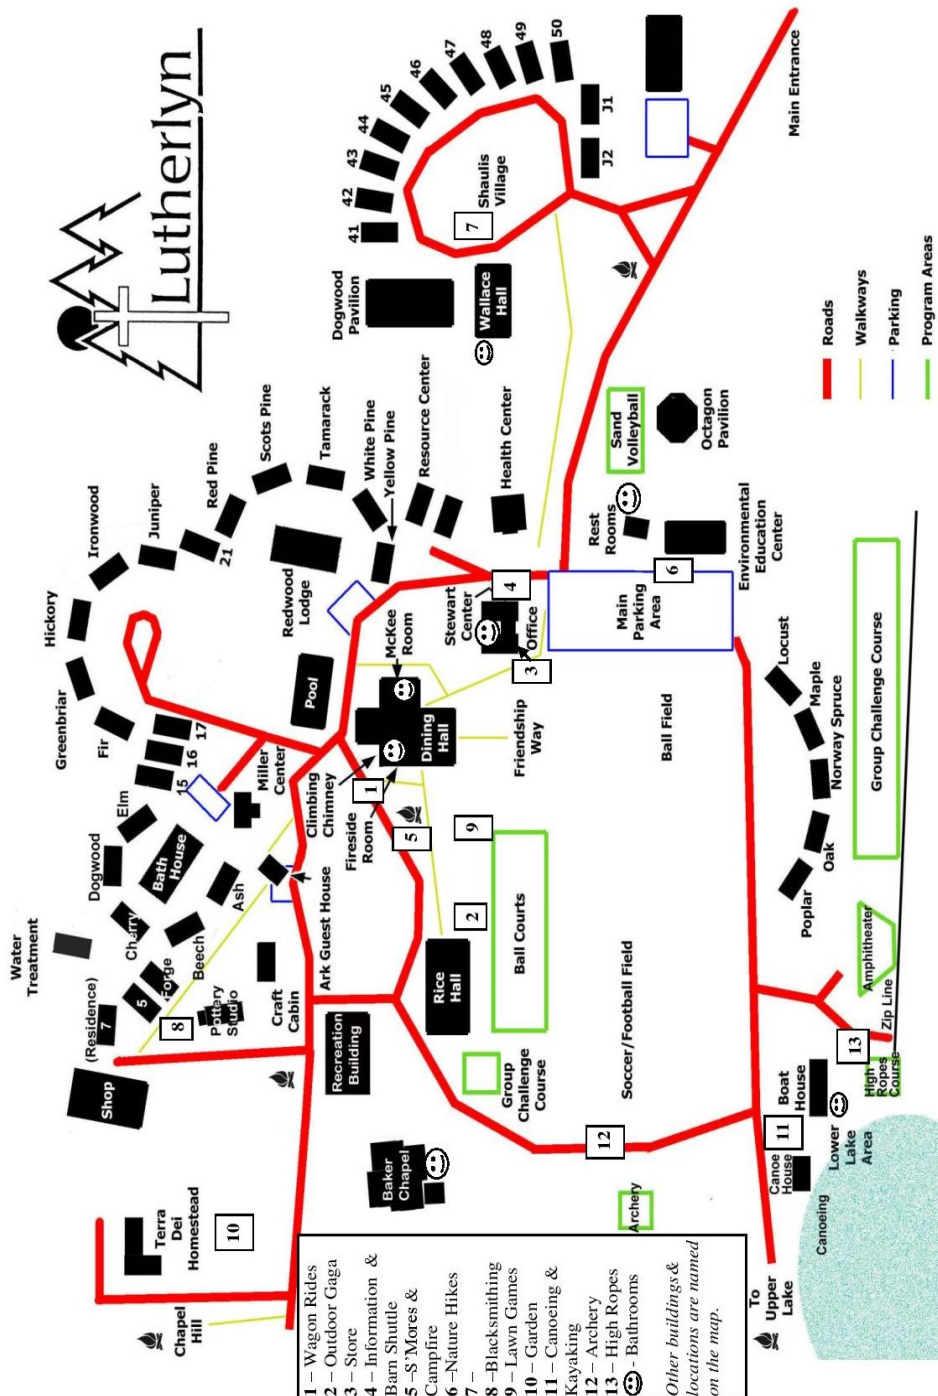 Lutherlyn
41
42
43
44
45
46
47
48
49
50
J1
J2
Shaulis
Village
7
Main Entrance
Dogwood
Pavilion
Wallace
Hall
Roads
Walkways
Parking
Program Areas
Hickory
Ironwood
Juniper
21
Red Pine
Scots Pine
Tamarack
White Pine
Yellow Pine
Resource Center
Redwood
Lodge
Health Center
Sand
Volleyball
Octagon
Pavilion
Rest
Rooms
Environmental
Education
Center
6
Main
Parking
Area
4
Stewart
Center
Office
3
McKee
Room
Pool
Dining
Hall
Friendship
Way
Ball Field
Greenbriar
Fir
17
16
15
Miller
Center
Climbing
Chimney
Fireside
Room
1
5
9
2
Ball Courts
Locust
Maple
Norway Spruce
Oak
Poplar
Group Challenge Course
Elm
Dogwood
Bath
House
Ash
Cherry
Beech
Forge
5
7
(Residence)
Water
Treatment
8
Pottery
Studio
Craft
Cabin
Ark Guest House
Rice
Hall
Recreation
Building
Group
Challenge
Course
Soccer/Football Field
Amphitheater
Zip Line
13
High
Ropes
Course
Boat
House
Lower
Lake
Area
11
Canoe
House
Canoeing
12
Archery
Shop
Baker
Chapel
Terra
Dei
Homestead
10
Chapel
Hill
To
Upper
Lake
1 – Wagon Rides
2 – Outdoor Gaga
3 – Store
4 – Information &
Barn Shuttle
5 -S'Mores &
Campfire
6 -Nature Hikes
7 –
8 -Blacksmithing
9 – Lawn Games
10 – Garden
11 – Canoeing &
Kayaking
12 – Archery
13 – High Ropes
- Bathrooms
Other buildings &
locations are named
on the map.